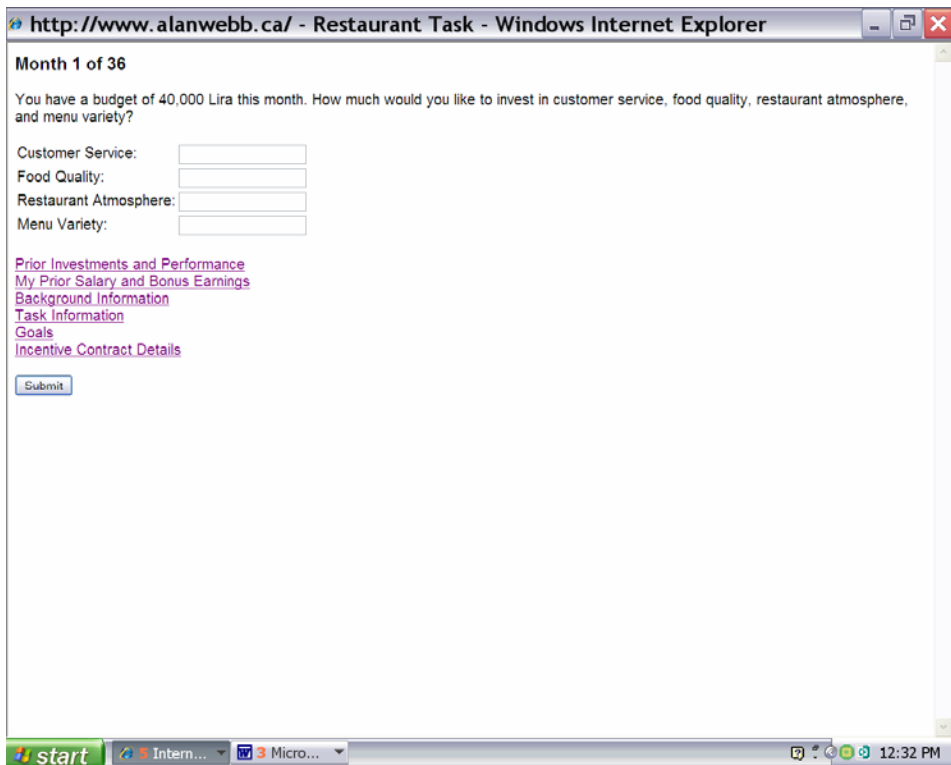 http://www.alanwebb.ca/ - Restaurant Task - Windows Internet Explorer
Month 1 of 36
You have a budget of 40,000 Lira this month. How much would you like to invest in customer service, food quality, restaurant atmosphere,
and menu variety?
Customer Service:
Food Quality:
Restaurant Atmosphere:
Menu Variety:
Prior Investments and Performance
My Prior Salary and Bonus Earnings
Background Information
Task Information
Goals
Incentive Contract Details
Submit
start 5 Intern... 3 Micro... 12:32 PM